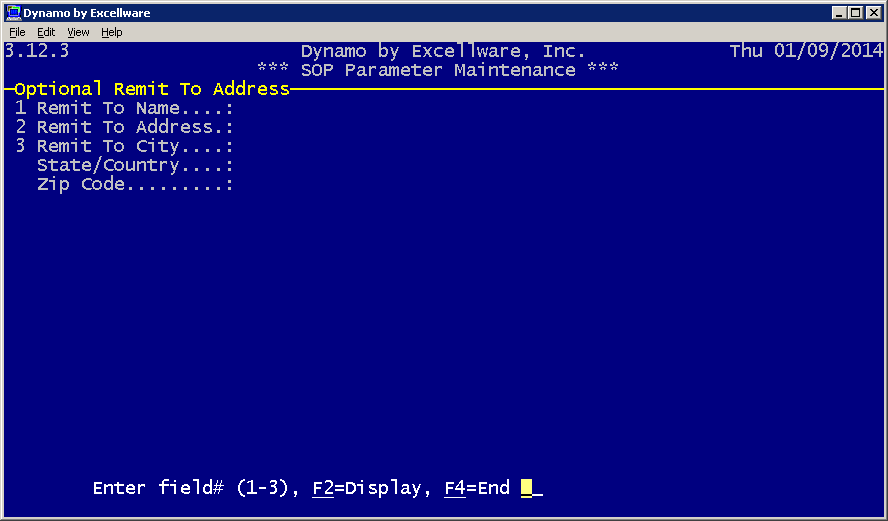 Dynamo by Excellware
File Edit View Help
3.12.3 Dynamo by Excellware, Inc. Thu 01/09/2014
*** SOP Parameter Maintenance ***
Optional Remit To Address
1 Remit To Name....:
2 Remit To Address.:
3 Remit To City....:
State/Country....:
Zip Code.........:
Enter field# (1-3), F2=Display, F4=End